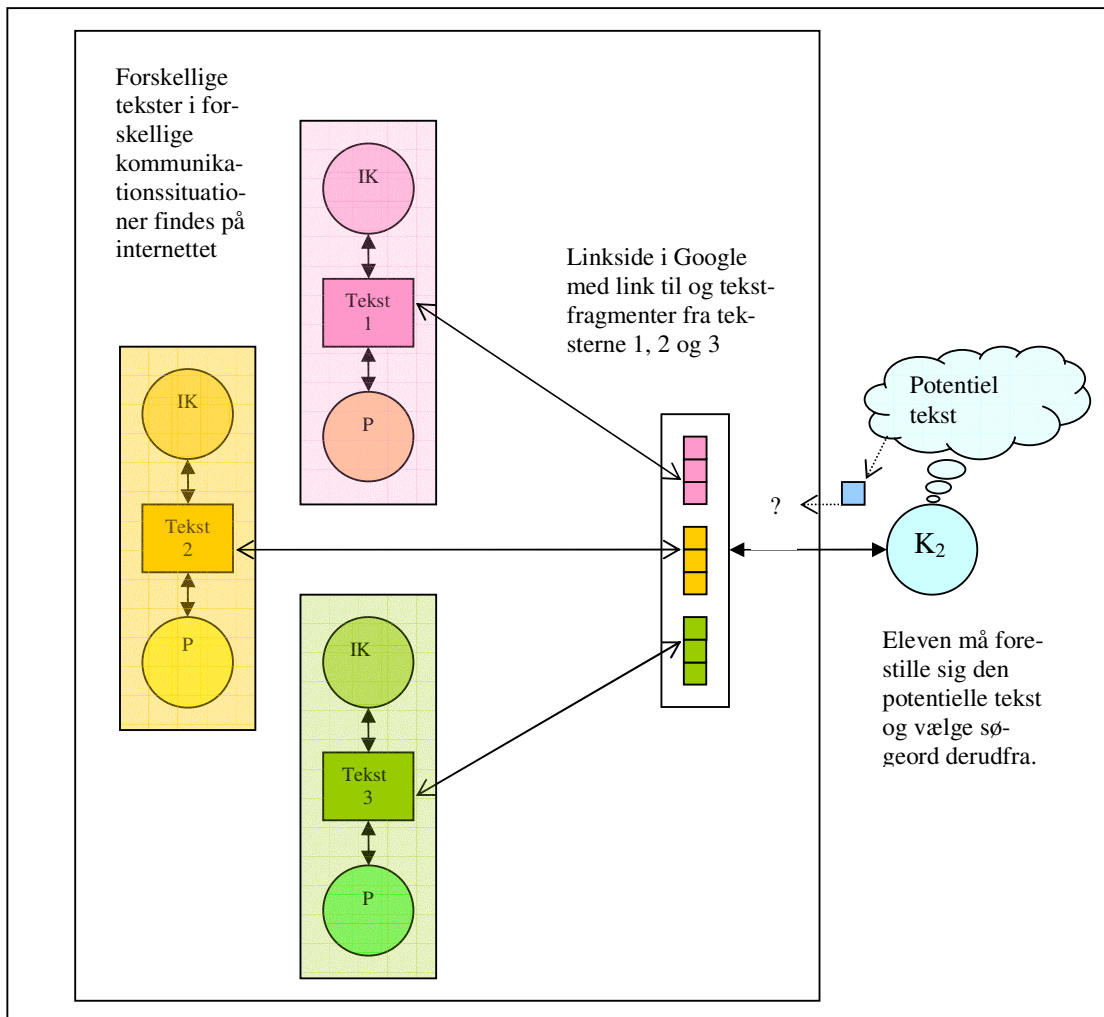 Forskellige
tekster i for-
skellige
kommunika-
tionssituatio-
ner findes på
internettet
IK
Tekst
1
P
Linkside i Google
med link til og tekst-
fragmenter fra tek-
sterne 1, 2 og 3
IK
Tekst
2
P
IK
Tekst
3
P
Potentiel
tekst
?
K₂
Eleven må fore-
stille sig den
potentielle tekst
og vælge sø-
geord derudfra.